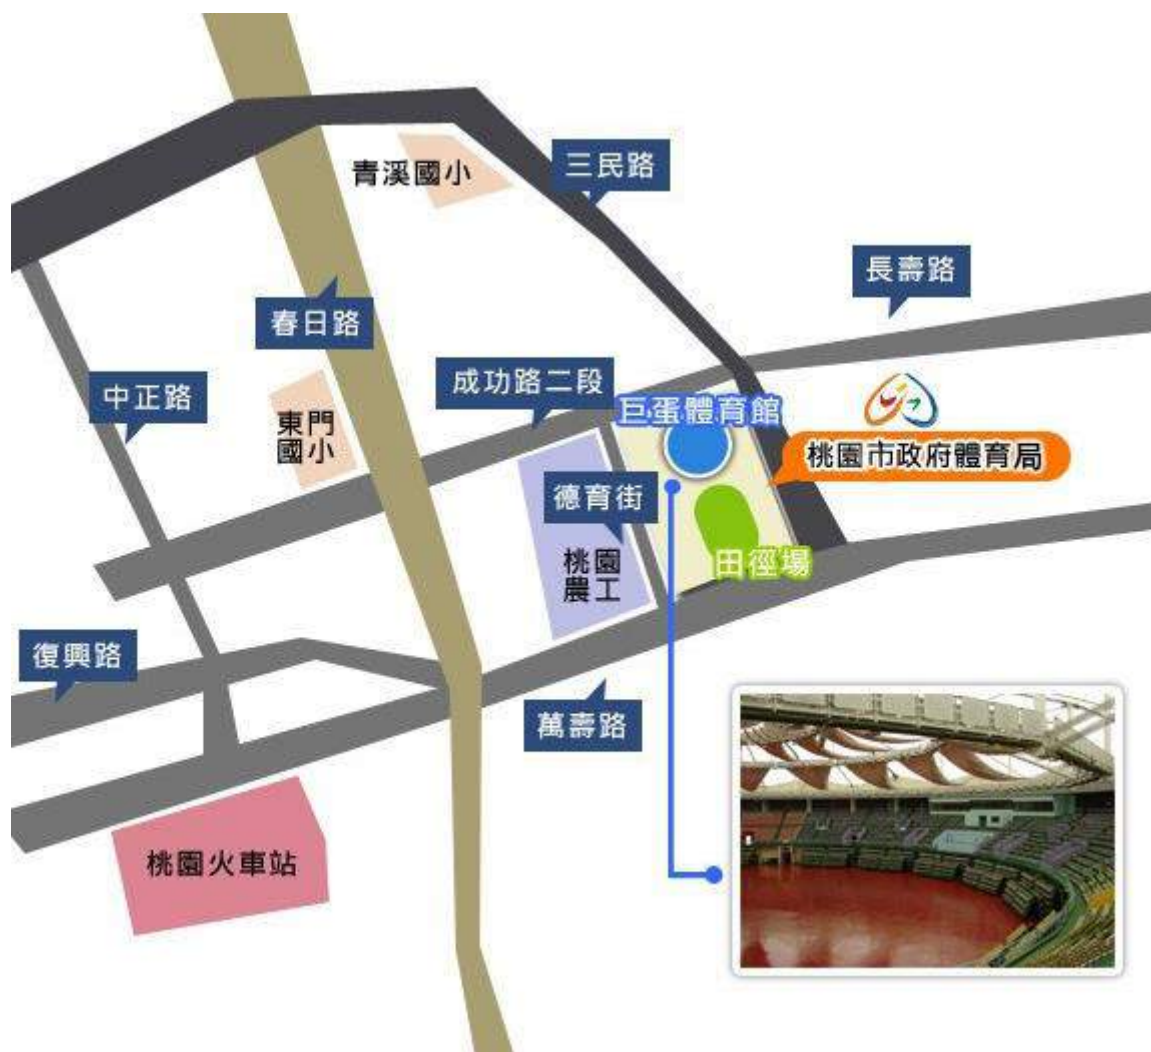 青溪國小
三民路
長壽路
春日路
成功路二段
中正路
巨蛋體育館
東門
國小
桃園市政府體育局
德育街
桃園
農工
田徑場
復興路
萬壽路
桃園火車站